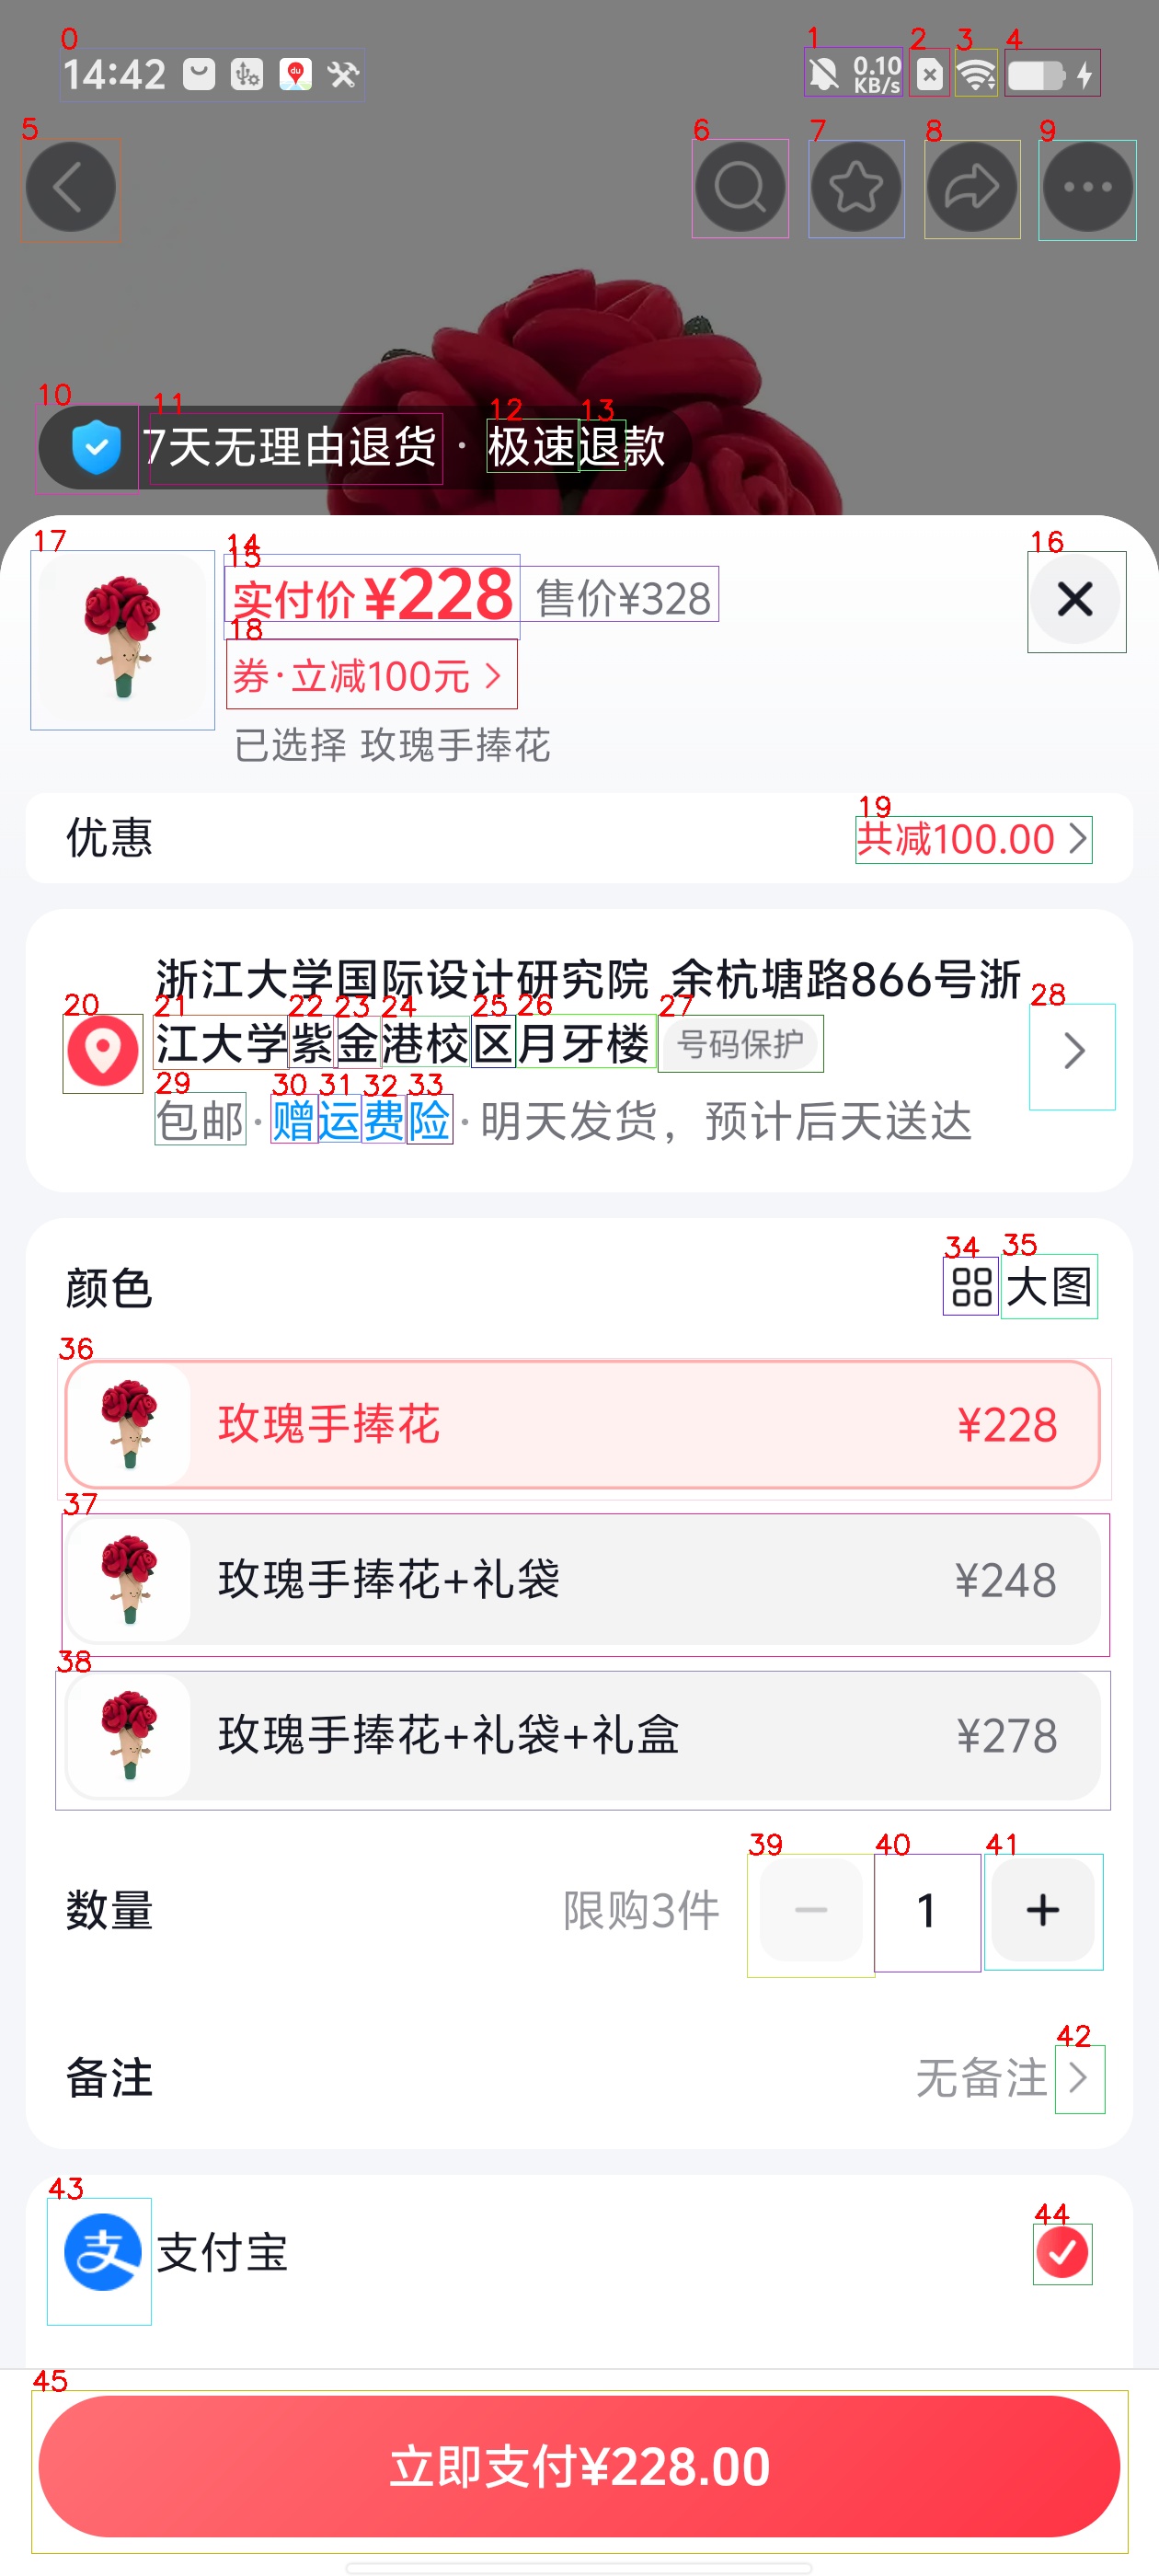 14:42 0.10 KB/s
7天无理由退货 · 极速退款
实付价 ¥228 售价¥328
券·立减100元
已选择 玫瑰手捧花
优惠 共减100.00
浙江大学国际设计研究院 余杭塘路866号浙
江大学紫金港校区月牙楼 号码保护
包邮·赠运费险·明天发货，预计后天送达
颜色 大图
玫瑰手捧花 ¥228
玫瑰手捧花+礼袋 ¥248
玫瑰手捧花+礼袋+礼盒 ¥278
数量 限购3件 1
备注 无备注
支付宝
立即支付¥228.00